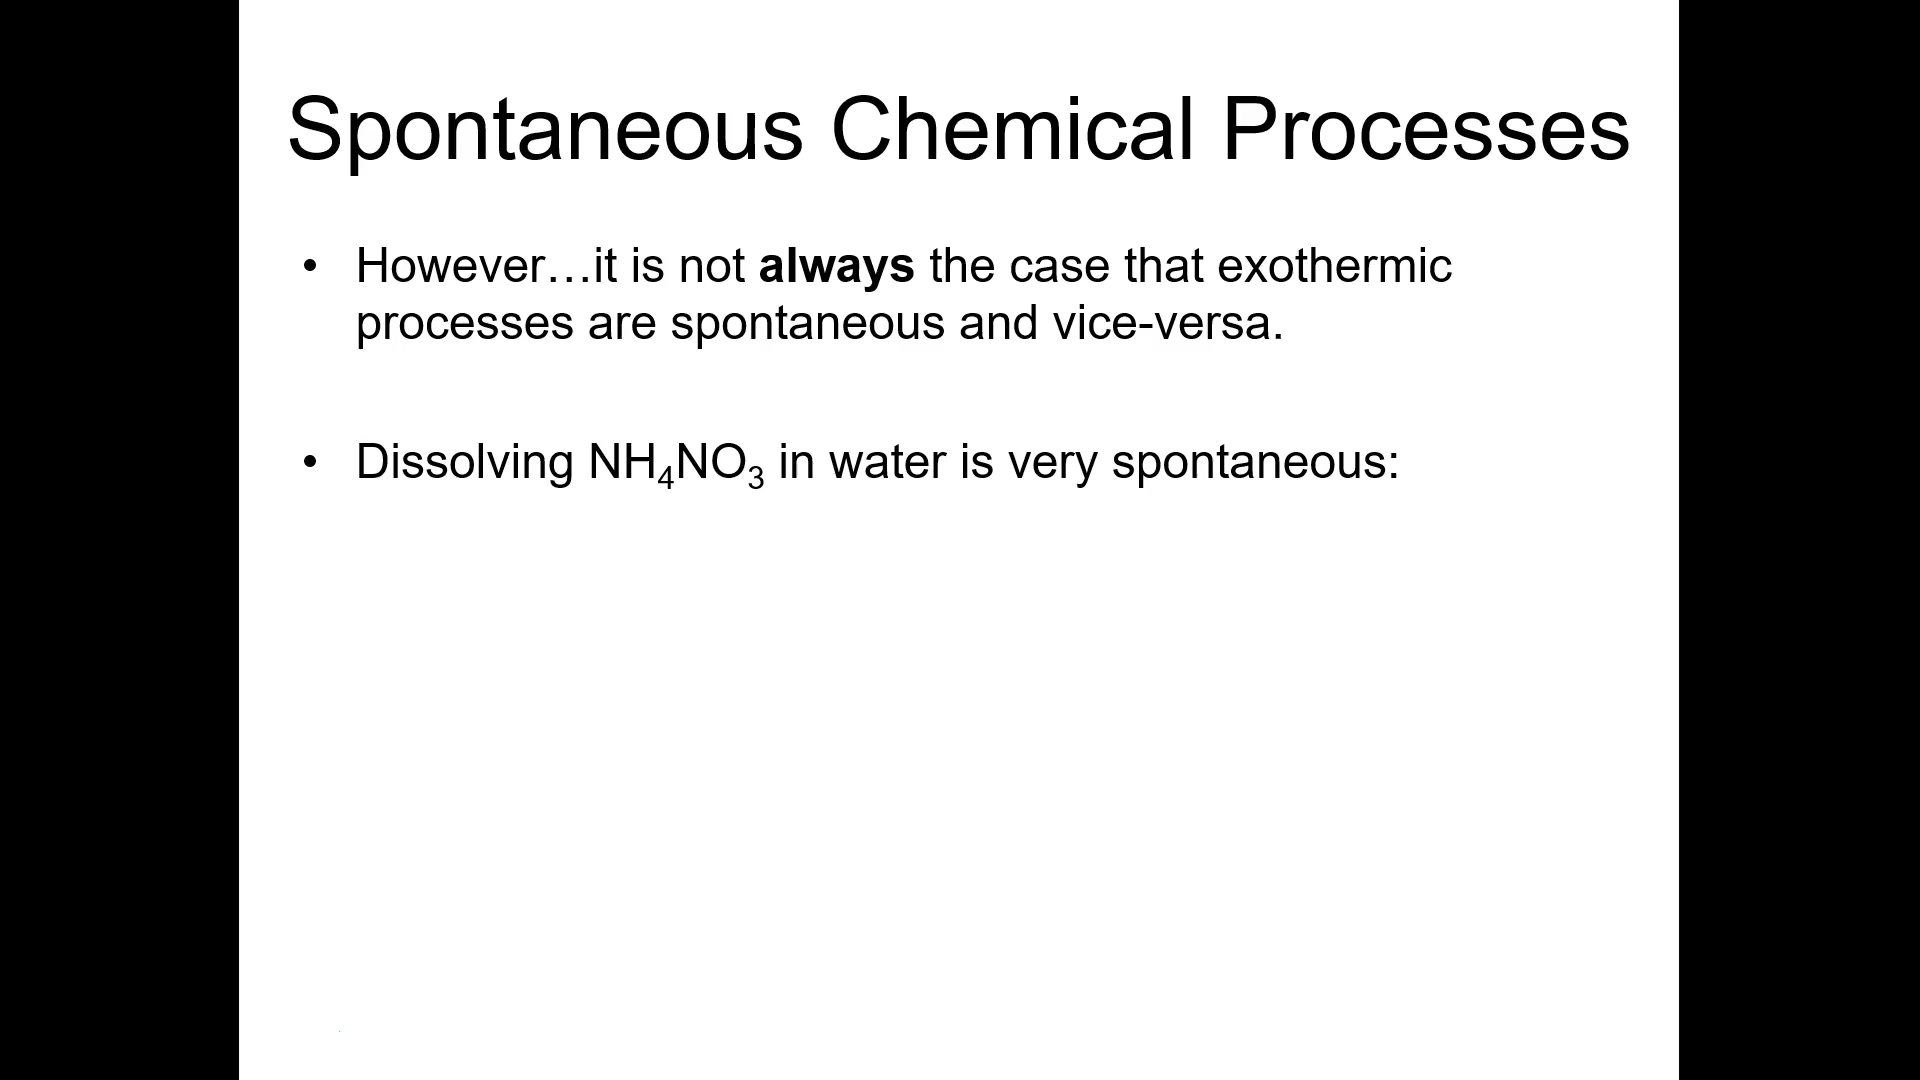 Spontaneous Chemical Processes
• However…it is not always the case that exothermic
processes are spontaneous and vice-versa.
• Dissolving NH₄NO₃ in water is very spontaneous: